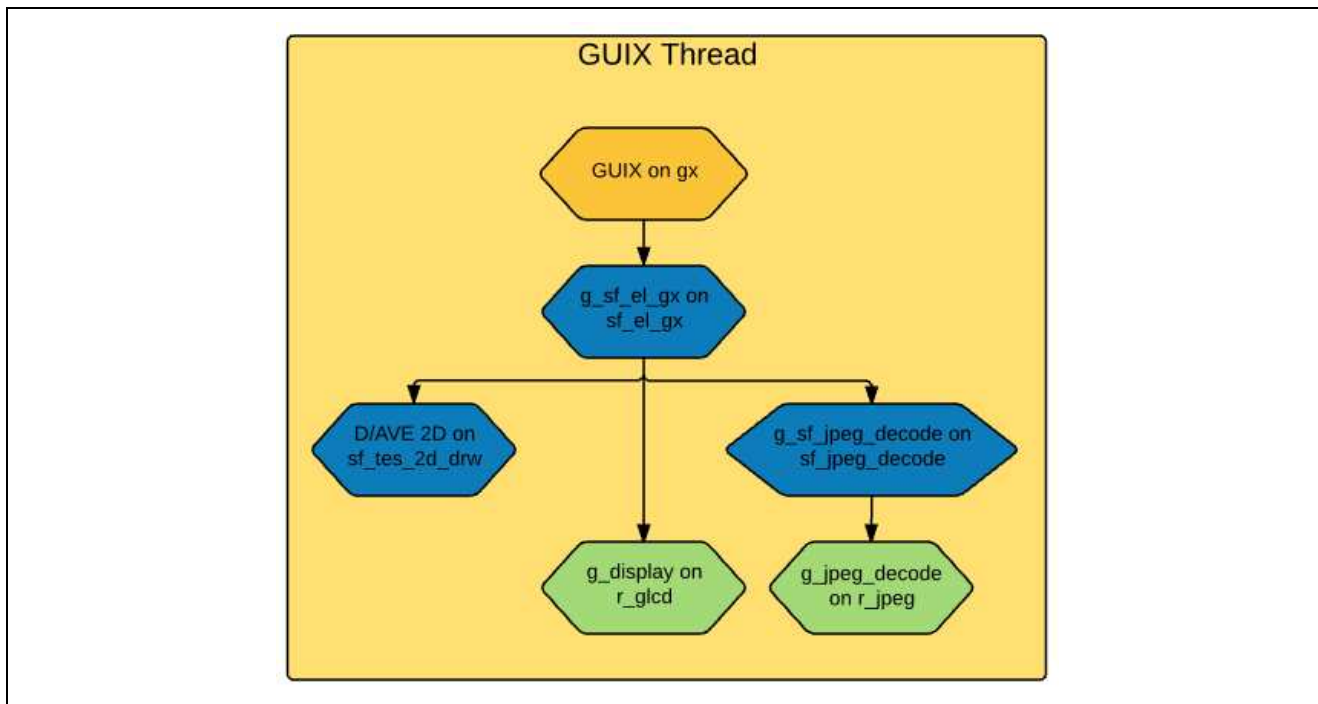 GUIX Thread
GUIX on gx
g_sf_el_gx on
sf_el_gx
D/AVE 2D on
sf_tes_2d_drw
g_sf_jpeg_decode on
sf_jpeg_decode
g_display on
r_glcd
g_jpeg_decode
on r_jpeg